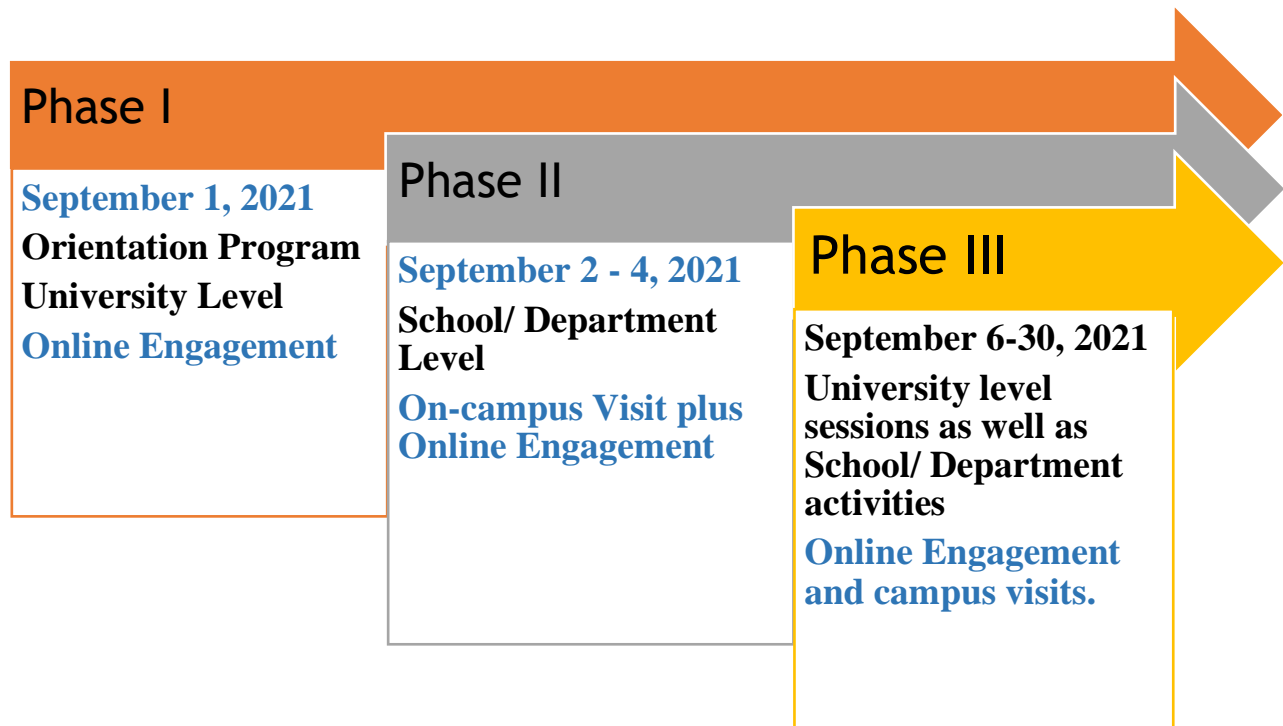 Phase I
September 1, 2021
Orientation Program
University Level
Online Engagement
Phase II
September 2 - 4, 2021
School/ Department
Level
On-campus Visit plus
Online Engagement
Phase III
September 6-30, 2021
University level
sessions as well as
School/ Department
activities
Online Engagement
and campus visits.